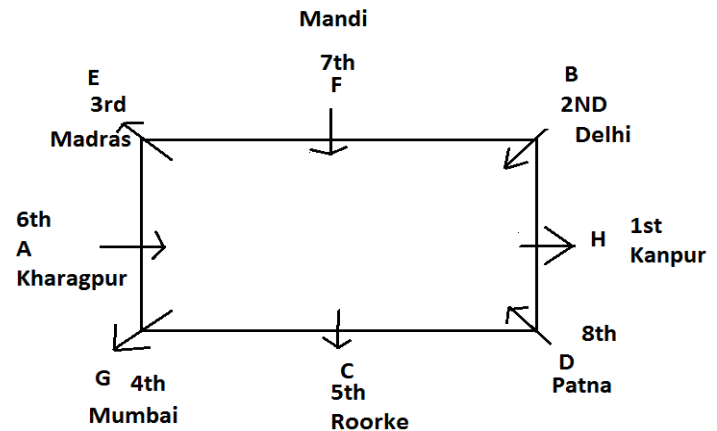 Mandi
7th
F
E
3rd
Madras
B
2ND
Delhi
6th
A
Kharagpur
H
1st
Kanpur
G 4th
Mumbai
C
5th
Roorke
8th
D
Patna